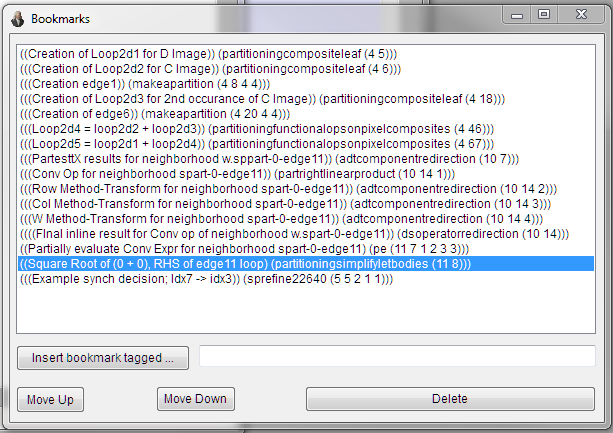 Bookmarks
((Creation of Loop2d1 for D Image)) (partitioningcompositeleaf (4 5)))
(((Creation of Loop2d2 for C Image)) (partitioningcompositeleaf (4 6)))
(((Creation edge1)) (makeapartition (4 8 4 4)))
(((Creation of Loop2d3 for 2nd occurance of C Image)) (partitioningcompositeleaf (4 18)))
(((Creation of edge6)) (makeapartition (4 20 4 4)))
(((Loop2d4 = loop2d2 + loop2d3)) (partitioningfunctionalopsonpixelcomposites (4 46)))
(((Loop2d5 = loop2d1 + loop2d4)) (partitioningfunctionalopsonpixelcomposites (4 67)))
(((PartesttX results for neighborhood w.sppart-0-edge11)) (adtcomponentredirection (10 7)))
(((Conv Op for neighborhood spart-0-edge11)) (partrightlinearproduct (10 14 1)))
(((Row Method-Transform for neighborhood spart-0-edge11)) (adtcomponentredirection (10 14 2)))
(((Col Method-Transform for neighborhood spart-0-edge11)) (adtcomponentredirection (10 14 3)))
(((W Method-Transform for neighborhood spart-0-edge11)) (adtcomponentredirection (10 14 4)))
((((FInal inline result for Conv op of neighborhood w.spart-0-edge11)) (dsoperatorredirection (10 14)))
((Partially evaluate Conv Expr for neighborhood spart-0-edge11) (pe (11 7 1 2 3 3)))
((Square Root of (0 + 0), RHS of edge11 loop) (partitioningsimplifyletbodies (11 8)))
(((Example synch decision; Idx7 -> idx3)) (sprefine22640 (5 5 2 1 1)))
Insert bookmark tagged ...
Move Up
Move Down
Delete